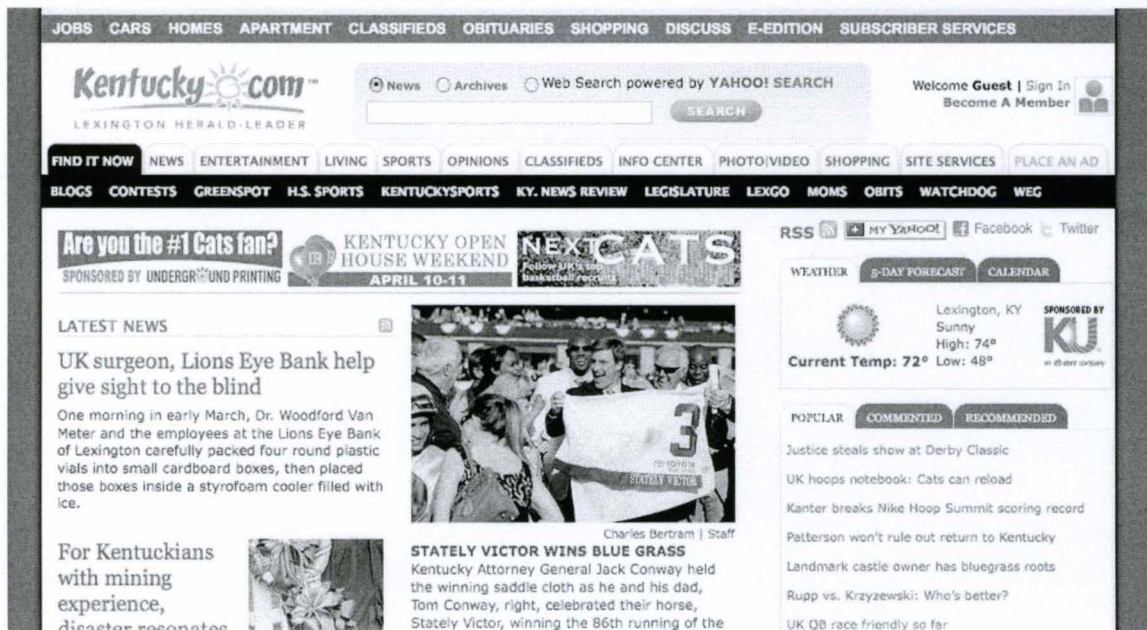 JOBS CARS HOMES APARTMENT CLASSIFIEDS OBITUARIES SHOPPING DISCUSS E-EDITION SUBSCRIBER SERVICES
Kentucky.com™
LEXINGTON HERALD-LEADER
News Archives Web Search powered by YAHOO! SEARCH
SEARCH
Welcome Guest | Sign In
Become A Member
FIND IT NOW NEWS ENTERTAINMENT LIVING SPORTS OPINIONS CLASSIFIEDS INFO CENTER PHOTO|VIDEO SHOPPING SITE SERVICES PLACE AN AD
BLOGS CONTESTS GREENSPOT H.S. SPORTS KENTUCKYSPORTS KY. NEWS REVIEW LEGISLATURE LEXGO MOMS OBITS WATCHDOG WEG
Are you the #1 Cats fan?
SPONSORED BY UNDERGROUND PRINTING
KENTUCKY OPEN
HOUSE WEEKEND
APRIL 10-11
NEXT CATS
Follow UK's top
basketball recruits
RSS MY YAHOO! Facebook Twitter
LATEST NEWS
UK surgeon, Lions Eye Bank help
give sight to the blind
One morning in early March, Dr. Woodford Van
Meter and the employees at the Lions Eye Bank
of Lexington carefully packed four round plastic
vials into small cardboard boxes, then placed
those boxes inside a styrofoam cooler filled with
ice.
For Kentuckians
with mining
experience,
disaster resonates
3
TOYOTA
STATELY VICTOR
Charles Bertram | Staff
STATELY VICTOR WINS BLUE GRASS
Kentucky Attorney General Jack Conway held
the winning saddle cloth as he and his dad,
Tom Conway, right, celebrated their horse,
Stately Victor, winning the 86th running of the
WEATHER 5-DAY FORECAST CALENDAR
Lexington, KY
Sunny
High: 74º
Current Temp: 72º Low: 48º
SPONSORED BY
KU
POPULAR COMMENTED RECOMMENDED
Justice steals show at Derby Classic
UK hoops notebook: Cats can reload
Kanter breaks Nike Hoop Summit scoring record
Patterson won't rule out return to Kentucky
Landmark castle owner has bluegrass roots
Rupp vs. Krzyzewski: Who's better?
UK QB race friendly so far